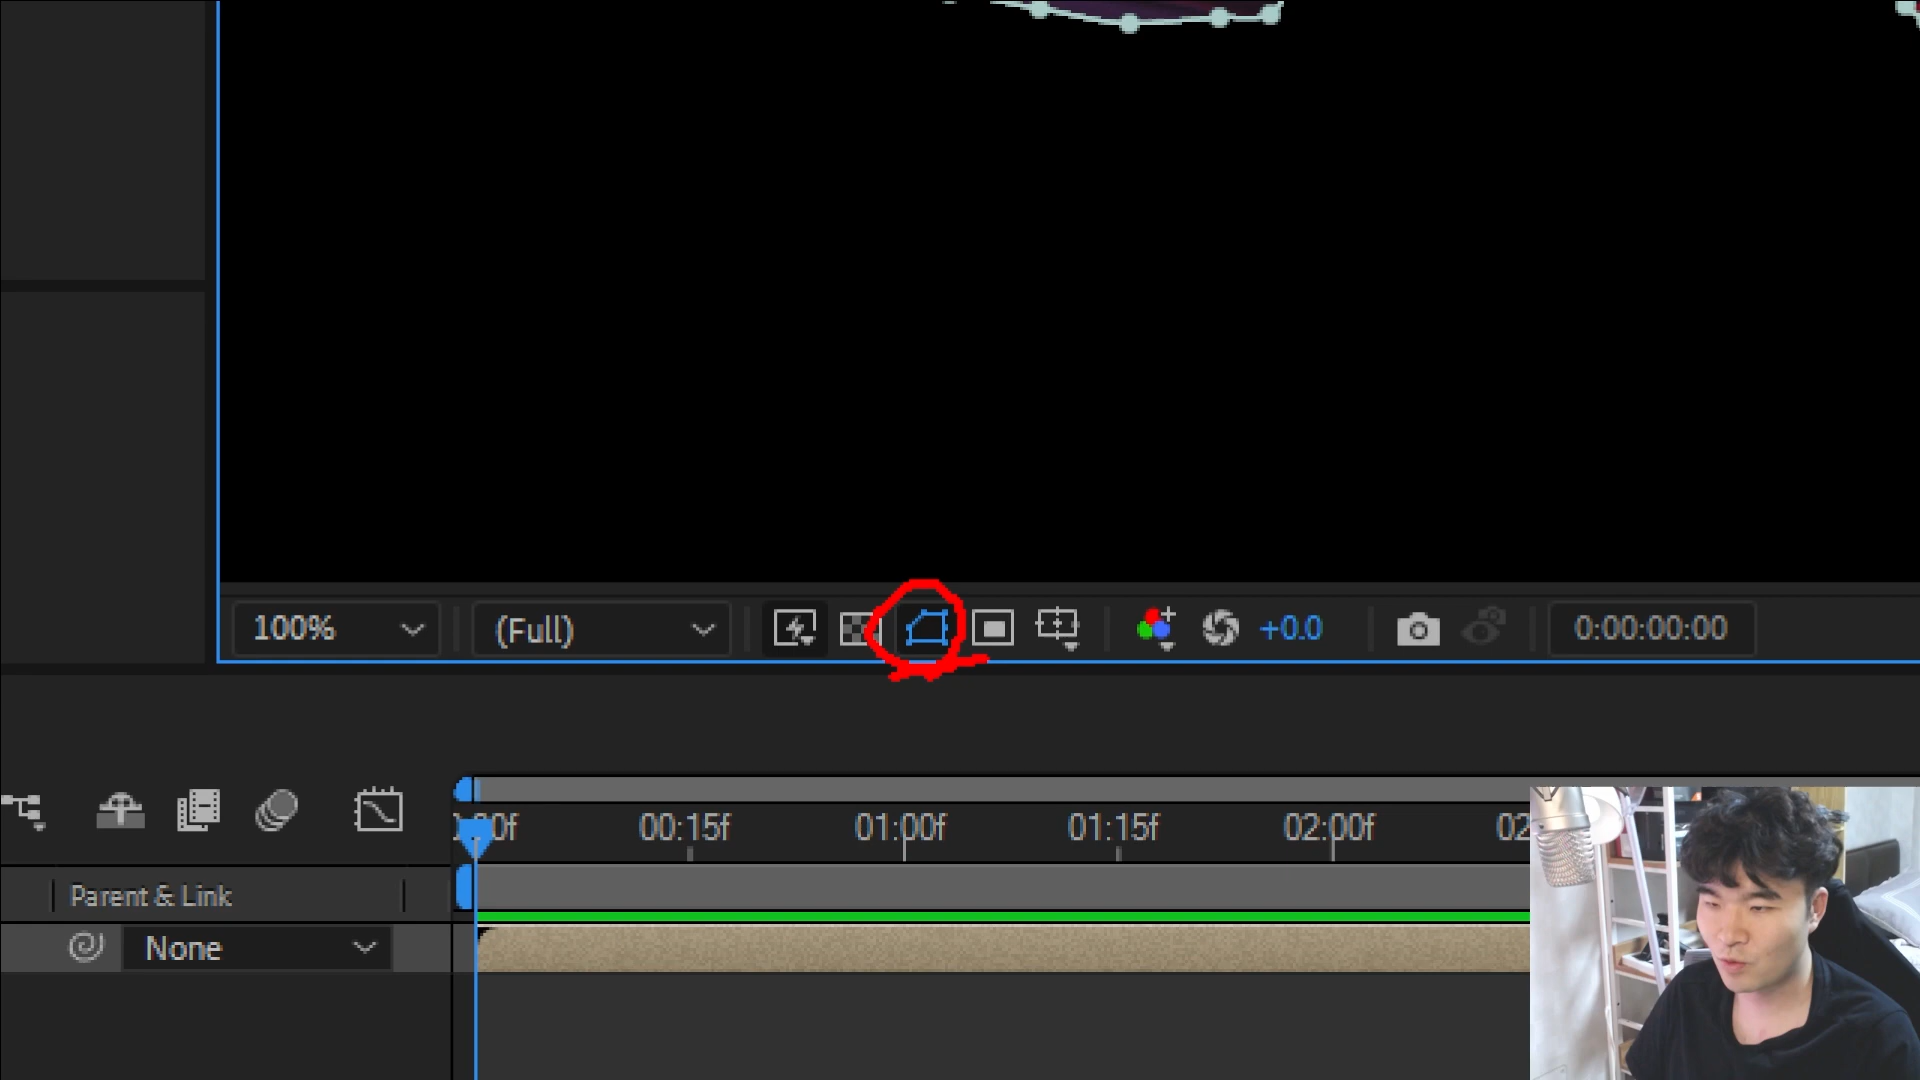 100%
(Full)
+0.0
0:00:00:00
00:15f
01:00f
01:15f
02:00f
Parent & Link
None